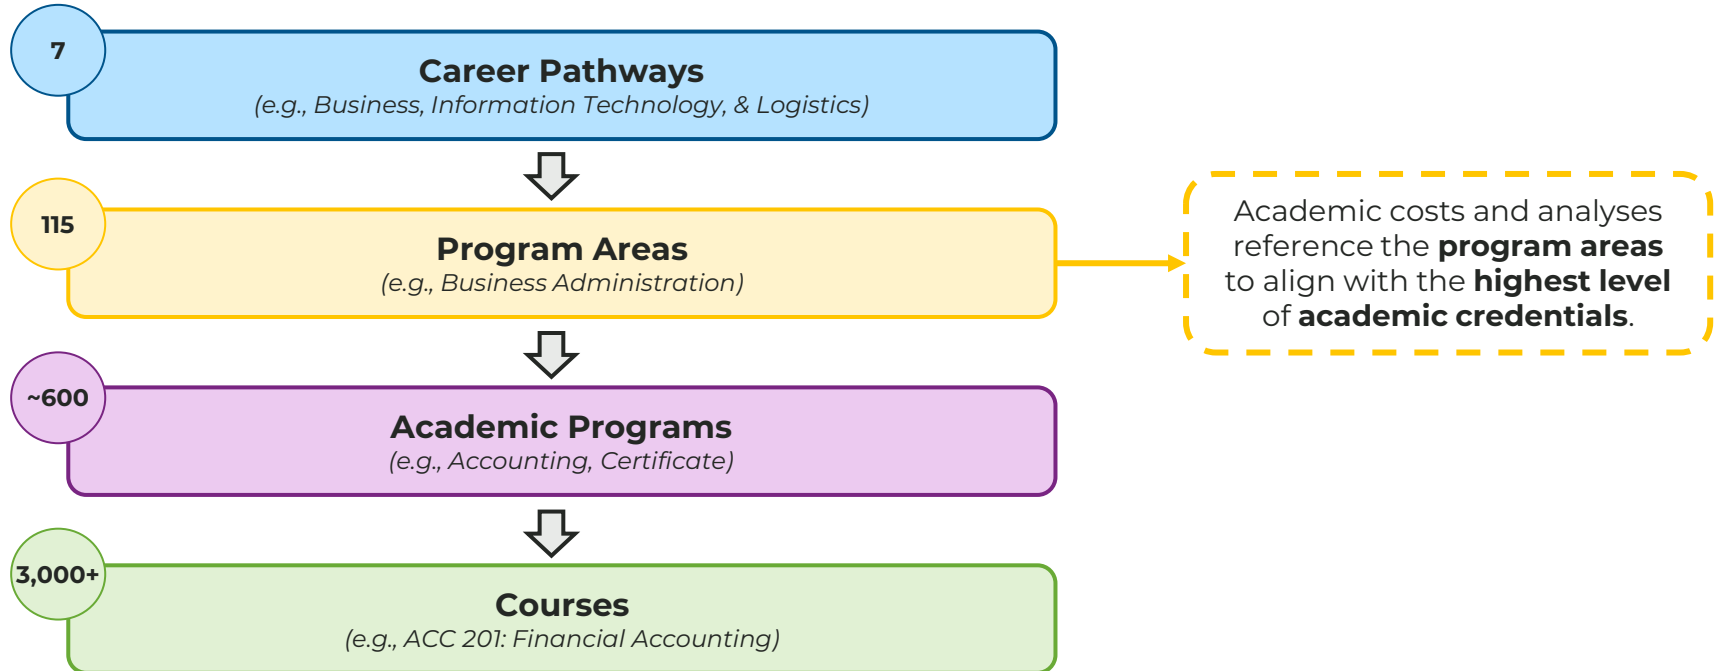 7
Career Pathways
(e.g., Business, Information Technology, & Logistics)
115
Program Areas
(e.g., Business Administration)
Academic costs and analyses
reference the program areas
to align with the highest level
of academic credentials.
~600
Academic Programs
(e.g., Accounting, Certificate)
3,000+
Courses
(e.g., ACC 201: Financial Accounting)